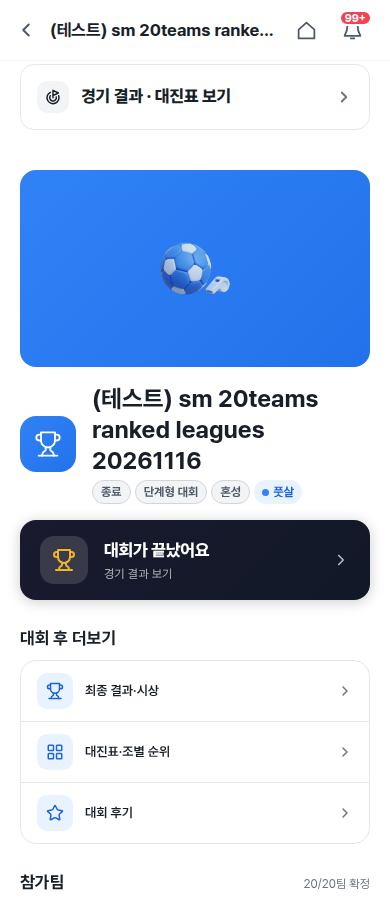 (테스트) sm 20teams ranke...
99+
경기 결과 · 대진표 보기
(테스트) sm 20teams
ranked leagues
20261116
종료
단계형 대회
혼성
풋살
대회가 끝났어요
경기 결과 보기
대회 후 더보기
최종 결과·시상
대진표·조별 순위
대회 후기
참가팀
20/20팀 확정